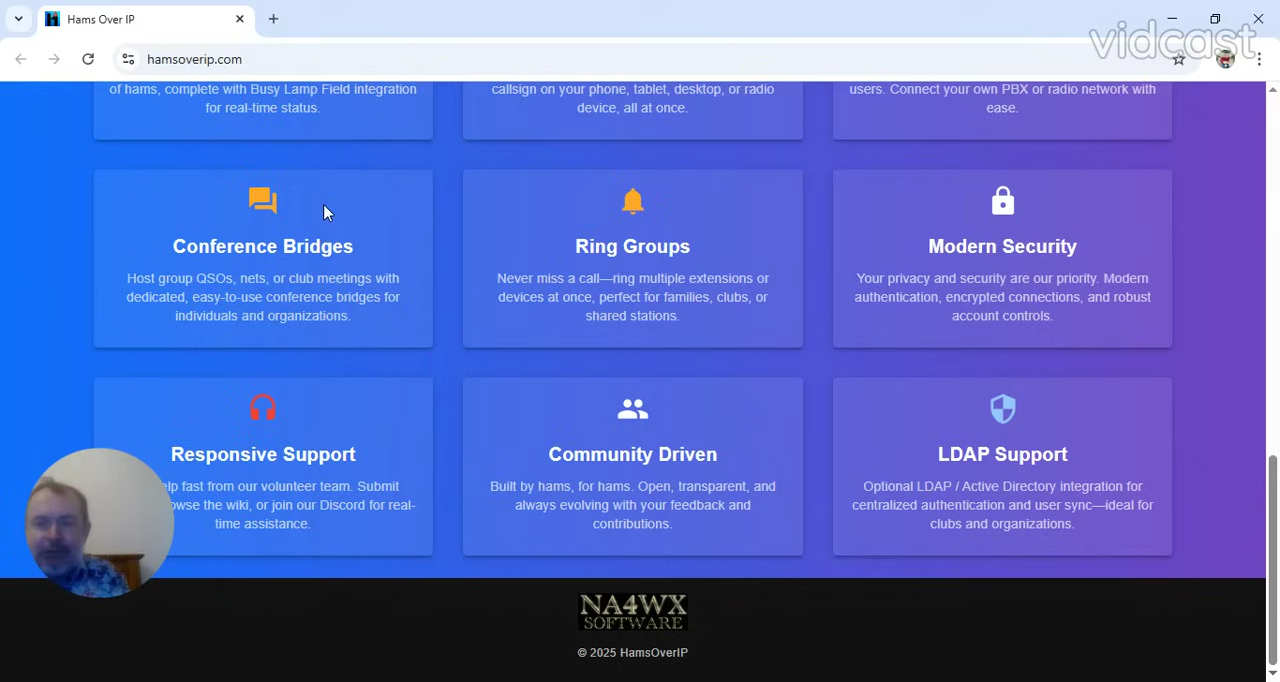 Hams Over IP
hamsoverip.com
vidcast
of hams, complete with Busy Lamp Field integration
for real-time status.
callsign on your phone, tablet, desktop, or radio
device, all at once.
users. Connect your own PBX or radio network with
ease.
Conference Bridges
Host group QSOs, nets, or club meetings with
dedicated, easy-to-use conference bridges for
individuals and organizations.
Ring Groups
Never miss a call—ring multiple extensions or
devices at once, perfect for families, clubs, or
shared stations.
Modern Security
Your privacy and security are our priority. Modern
authentication, encrypted connections, and robust
account controls.
Responsive Support
fast from our volunteer team. Submit
the wiki, or join our Discord for real-
time assistance.
Community Driven
Built by hams, for hams. Open, transparent, and
always evolving with your feedback and
contributions.
LDAP Support
Optional LDAP / Active Directory integration for
centralized authentication and user sync—ideal for
clubs and organizations.
NA4WX
SOFTWARE
© 2025 HamsOverIP